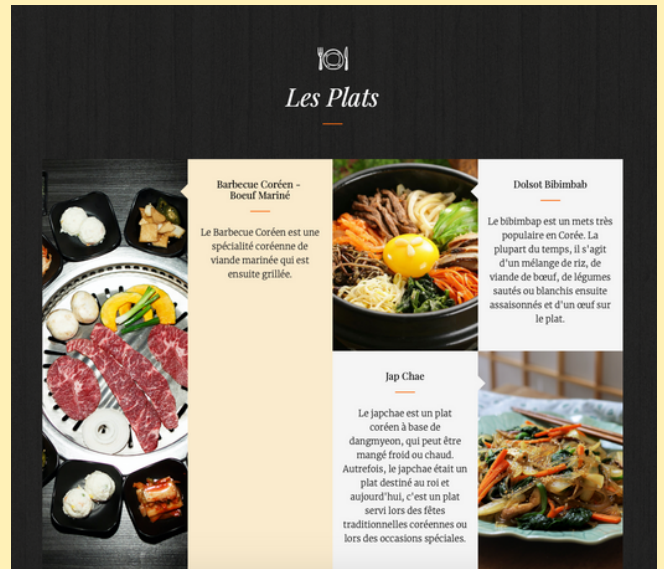 Les Plats
Barbecue Coréen -
Boeuf Mariné
Le Barbecue Coréen est une
spécialité coréenne de
viande marinée qui est
ensuite grillée.
Dolsot Bibimbab
Le bibimbap est un mets très
populaire en Corée. La
plupart du temps, il s'agit
d'un mélange de riz, de
viande de bœuf, de légumes
sautés ou blanchis ensuite
assaisonnés et d'un œuf sur
le plat.
Jap Chae
Le japchae est un plat
coréen à base de
dangmyeon, qui peut être
mangé froid ou chaud.
Autrefois, le japchae était un
plat destiné au roi et
aujourd'hui, c'est un plat
servi lors des fêtes
traditionnelles coréennes ou
lors des occasions spéciales.